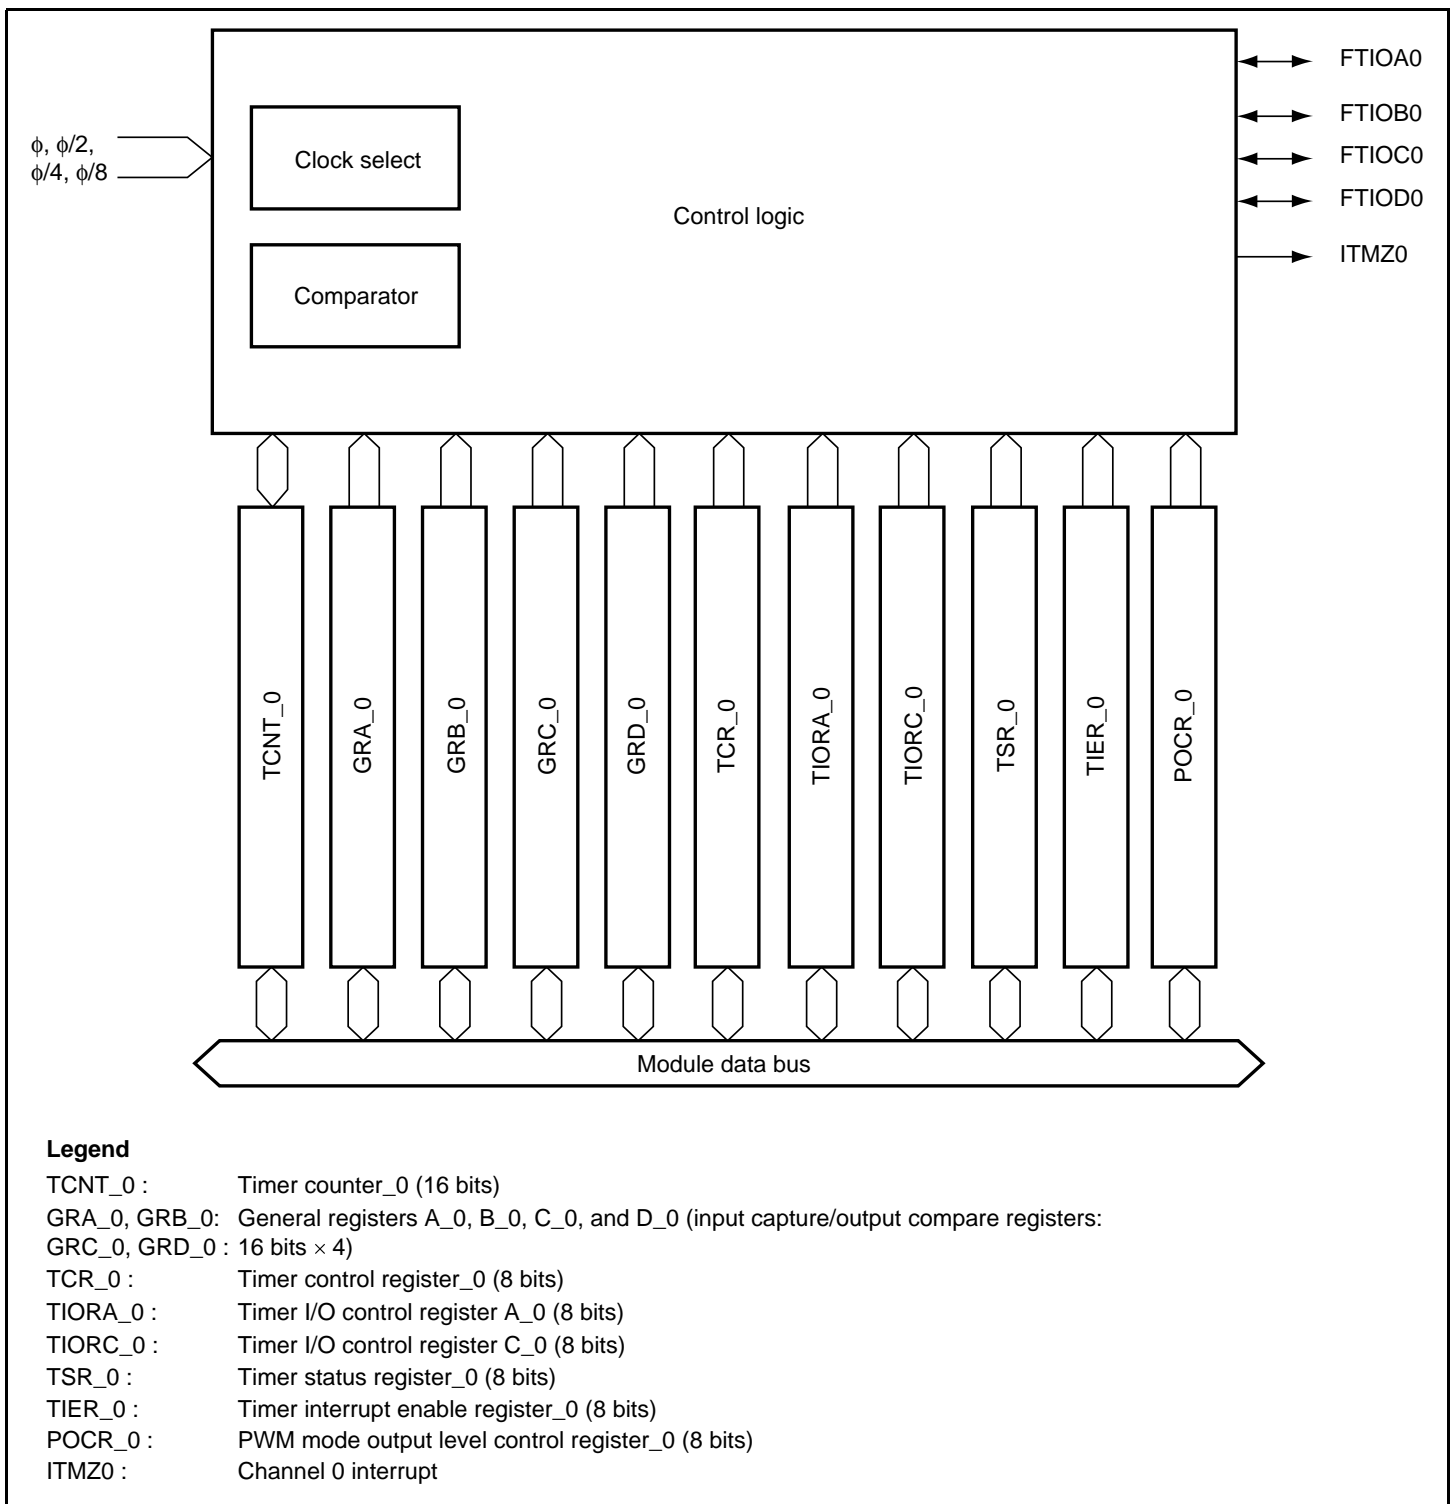 FTIOA0
FTIOB0
ϕ, ϕ/2,
ϕ/4, ϕ/8
Clock select
FTIOC0
FTIOD0
Control logic
ITMZ0
Comparator
TCNT_0
GRA_0
GRB_0
GRC_0
GRD_0
TCR_0
TIORA_0
TIORC_0
TSR_0
TIER_0
POCR_0
Module data bus
Legend
TCNT_0 : Timer counter_0 (16 bits)
GRA_0, GRB_0: General registers A_0, B_0, C_0, and D_0 (input capture/output compare registers:
GRC_0, GRD_0 : 16 bits × 4)
TCR_0 : Timer control register_0 (8 bits)
TIORA_0 : Timer I/O control register A_0 (8 bits)
TIORC_0 : Timer I/O control register C_0 (8 bits)
TSR_0 : Timer status register_0 (8 bits)
TIER_0 : Timer interrupt enable register_0 (8 bits)
POCR_0 : PWM mode output level control register_0 (8 bits)
ITMZ0 : Channel 0 interrupt